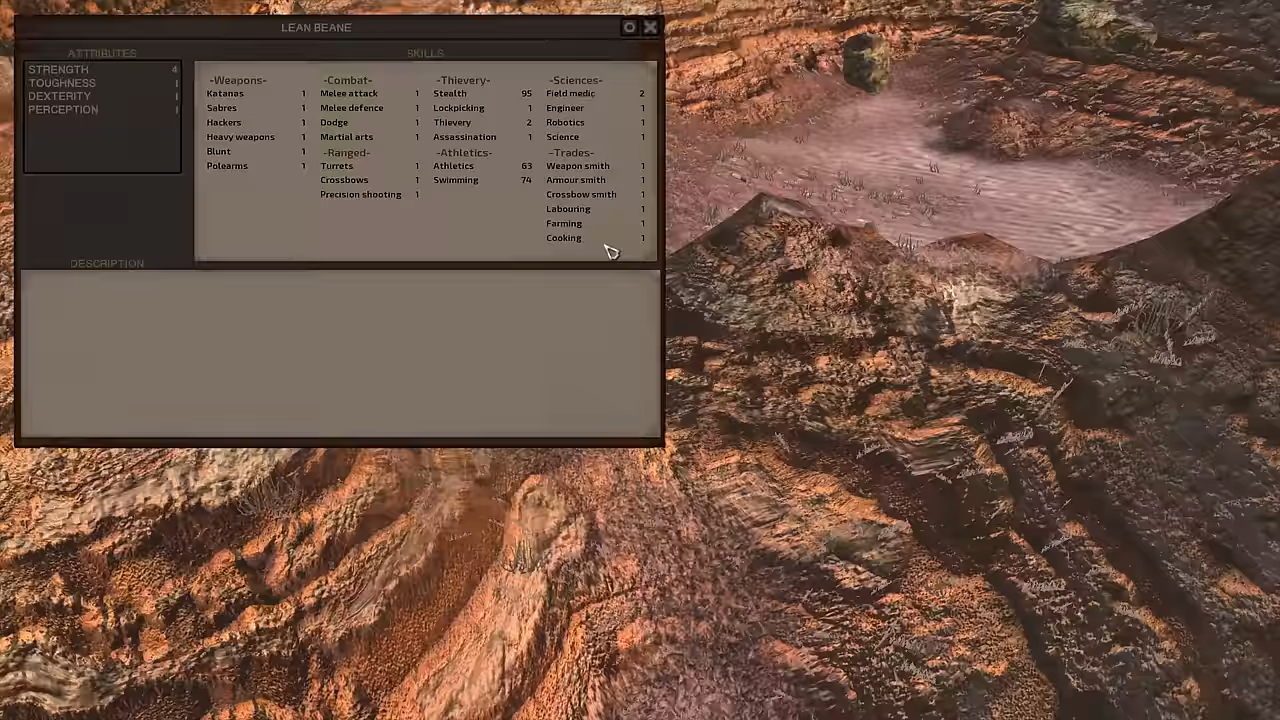 LEAN BEANE
ATTRIBUTES
STRENGTH 4
TOUGHNESS 1
DEXTERITY 1
PERCEPTION 1
SKILLS
-Weapons-
Katanas 1
Sabres 1
Hackers 1
Heavy weapons 1
Blunt 1
Polearms 1
-Combat-
Melee attack 1
Melee defence 1
Dodge 1
Martial arts 1
-Ranged-
Turrets 1
Crossbows 1
Precision shooting 1
-Thievery-
Stealth 95
Lockpicking 1
Thievery 2
Assassination 1
-Athletics-
Athletics 63
Swimming 74
-Sciences-
Field medic 2
Engineer 1
Robotics 1
Science 1
-Trades-
Weapon smith 1
Armour smith 1
Crossbow smith 1
Labouring 1
Farming 1
Cooking 1
DESCRIPTION